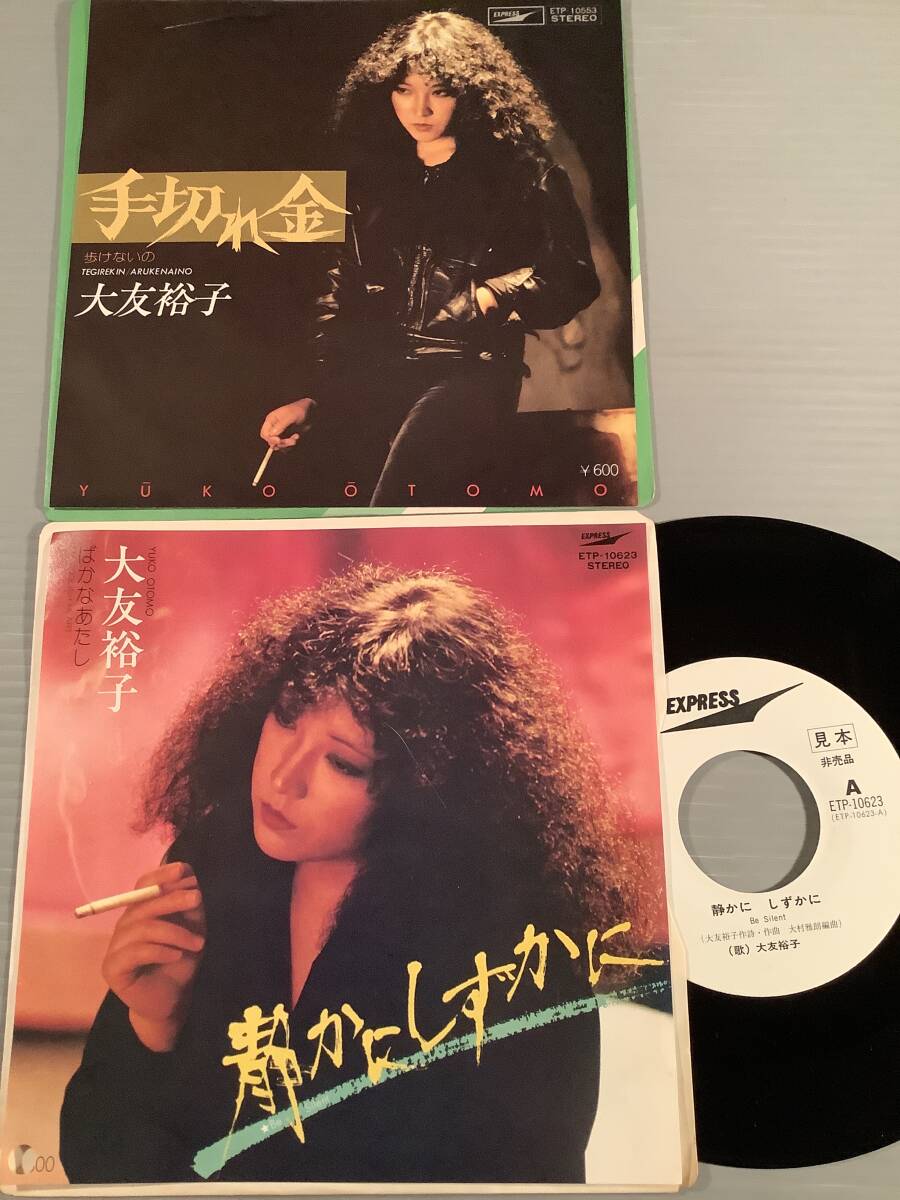 EXPRESS
ETP-10553
STEREO
手切れ金
歩けないの
TEGIREKIN/ARUKENAINO
大友裕子
¥600
YŪKO ŌTOMO
EXPRESS
ETP-10623
STEREO
YUKO OTOMO
大友裕子
ばかなあたし
静かにしずかに
EXPRESS
見本
非売品
A
ETP-10623
(ETP-10623-A)
静かに しずかに
Be Silent
(大友裕子作詩・作曲 大村雅朗編曲)
(歌) 大友裕子